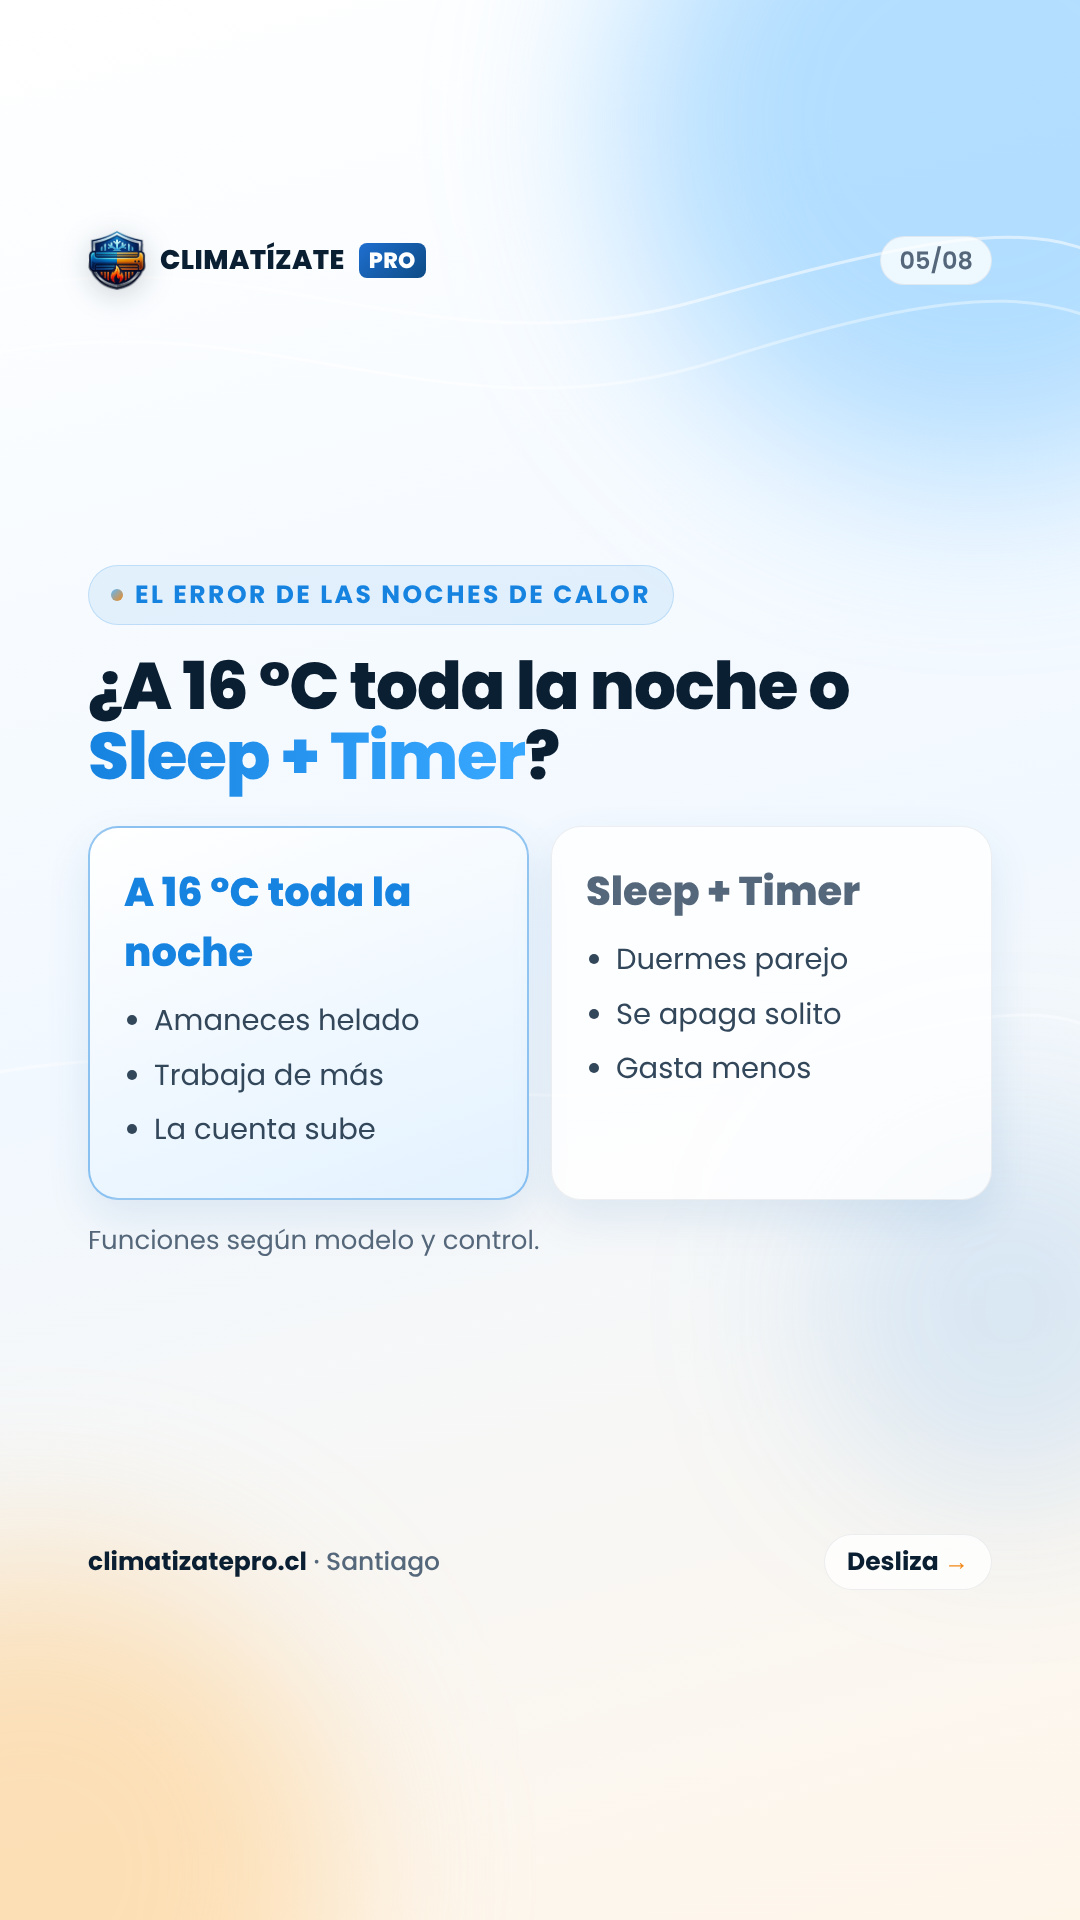 CLIMATÍZATE PRO
05/08
EL ERROR DE LAS NOCHES DE CALOR
¿A 16 °C toda la noche o
Sleep + Timer?
A 16 °C toda la
noche
• Amaneces helado
• Trabaja de más
• La cuenta sube
Sleep + Timer
• Duermes parejo
• Se apaga solito
• Gasta menos
Funciones según modelo y control.
climatizatepro.cl · Santiago
Desliza →